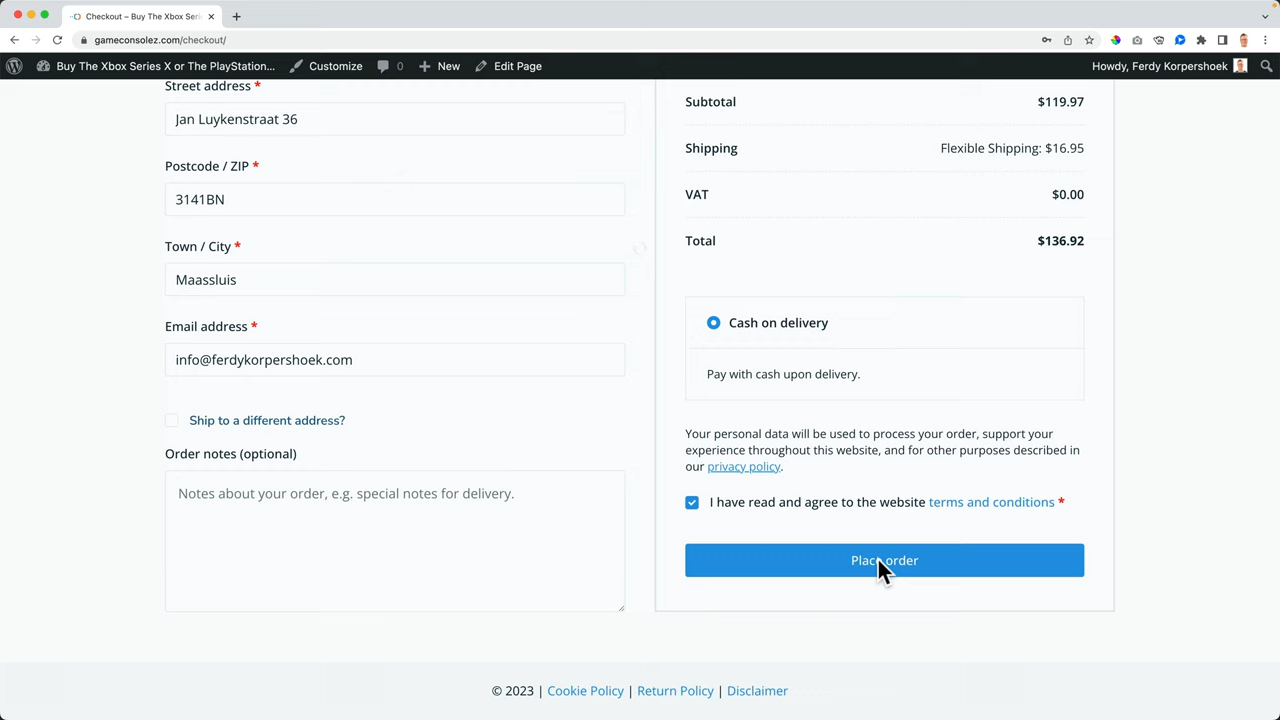 Checkout – Buy The Xbox Seri
gameconsolez.com/checkout/
Buy The Xbox Series X or The PlayStation...
Customize
0
New
Edit Page
Howdy, Ferdy Korpershoek
Street address *
Jan Luykenstraat 36
Postcode / ZIP *
3141BN
Town / City *
Maassluis
Email address *
info@ferdykorpershoek.com
Ship to a different address?
Order notes (optional)
Notes about your order, e.g. special notes for delivery.
Subtotal $119.97
Shipping Flexible Shipping: $16.95
VAT $0.00
Total $136.92
Cash on delivery
Pay with cash upon delivery.
Your personal data will be used to process your order, support your
experience throughout this website, and for other purposes described in
our privacy policy.
I have read and agree to the website terms and conditions *
Place order
© 2023 | Cookie Policy | Return Policy | Disclaimer